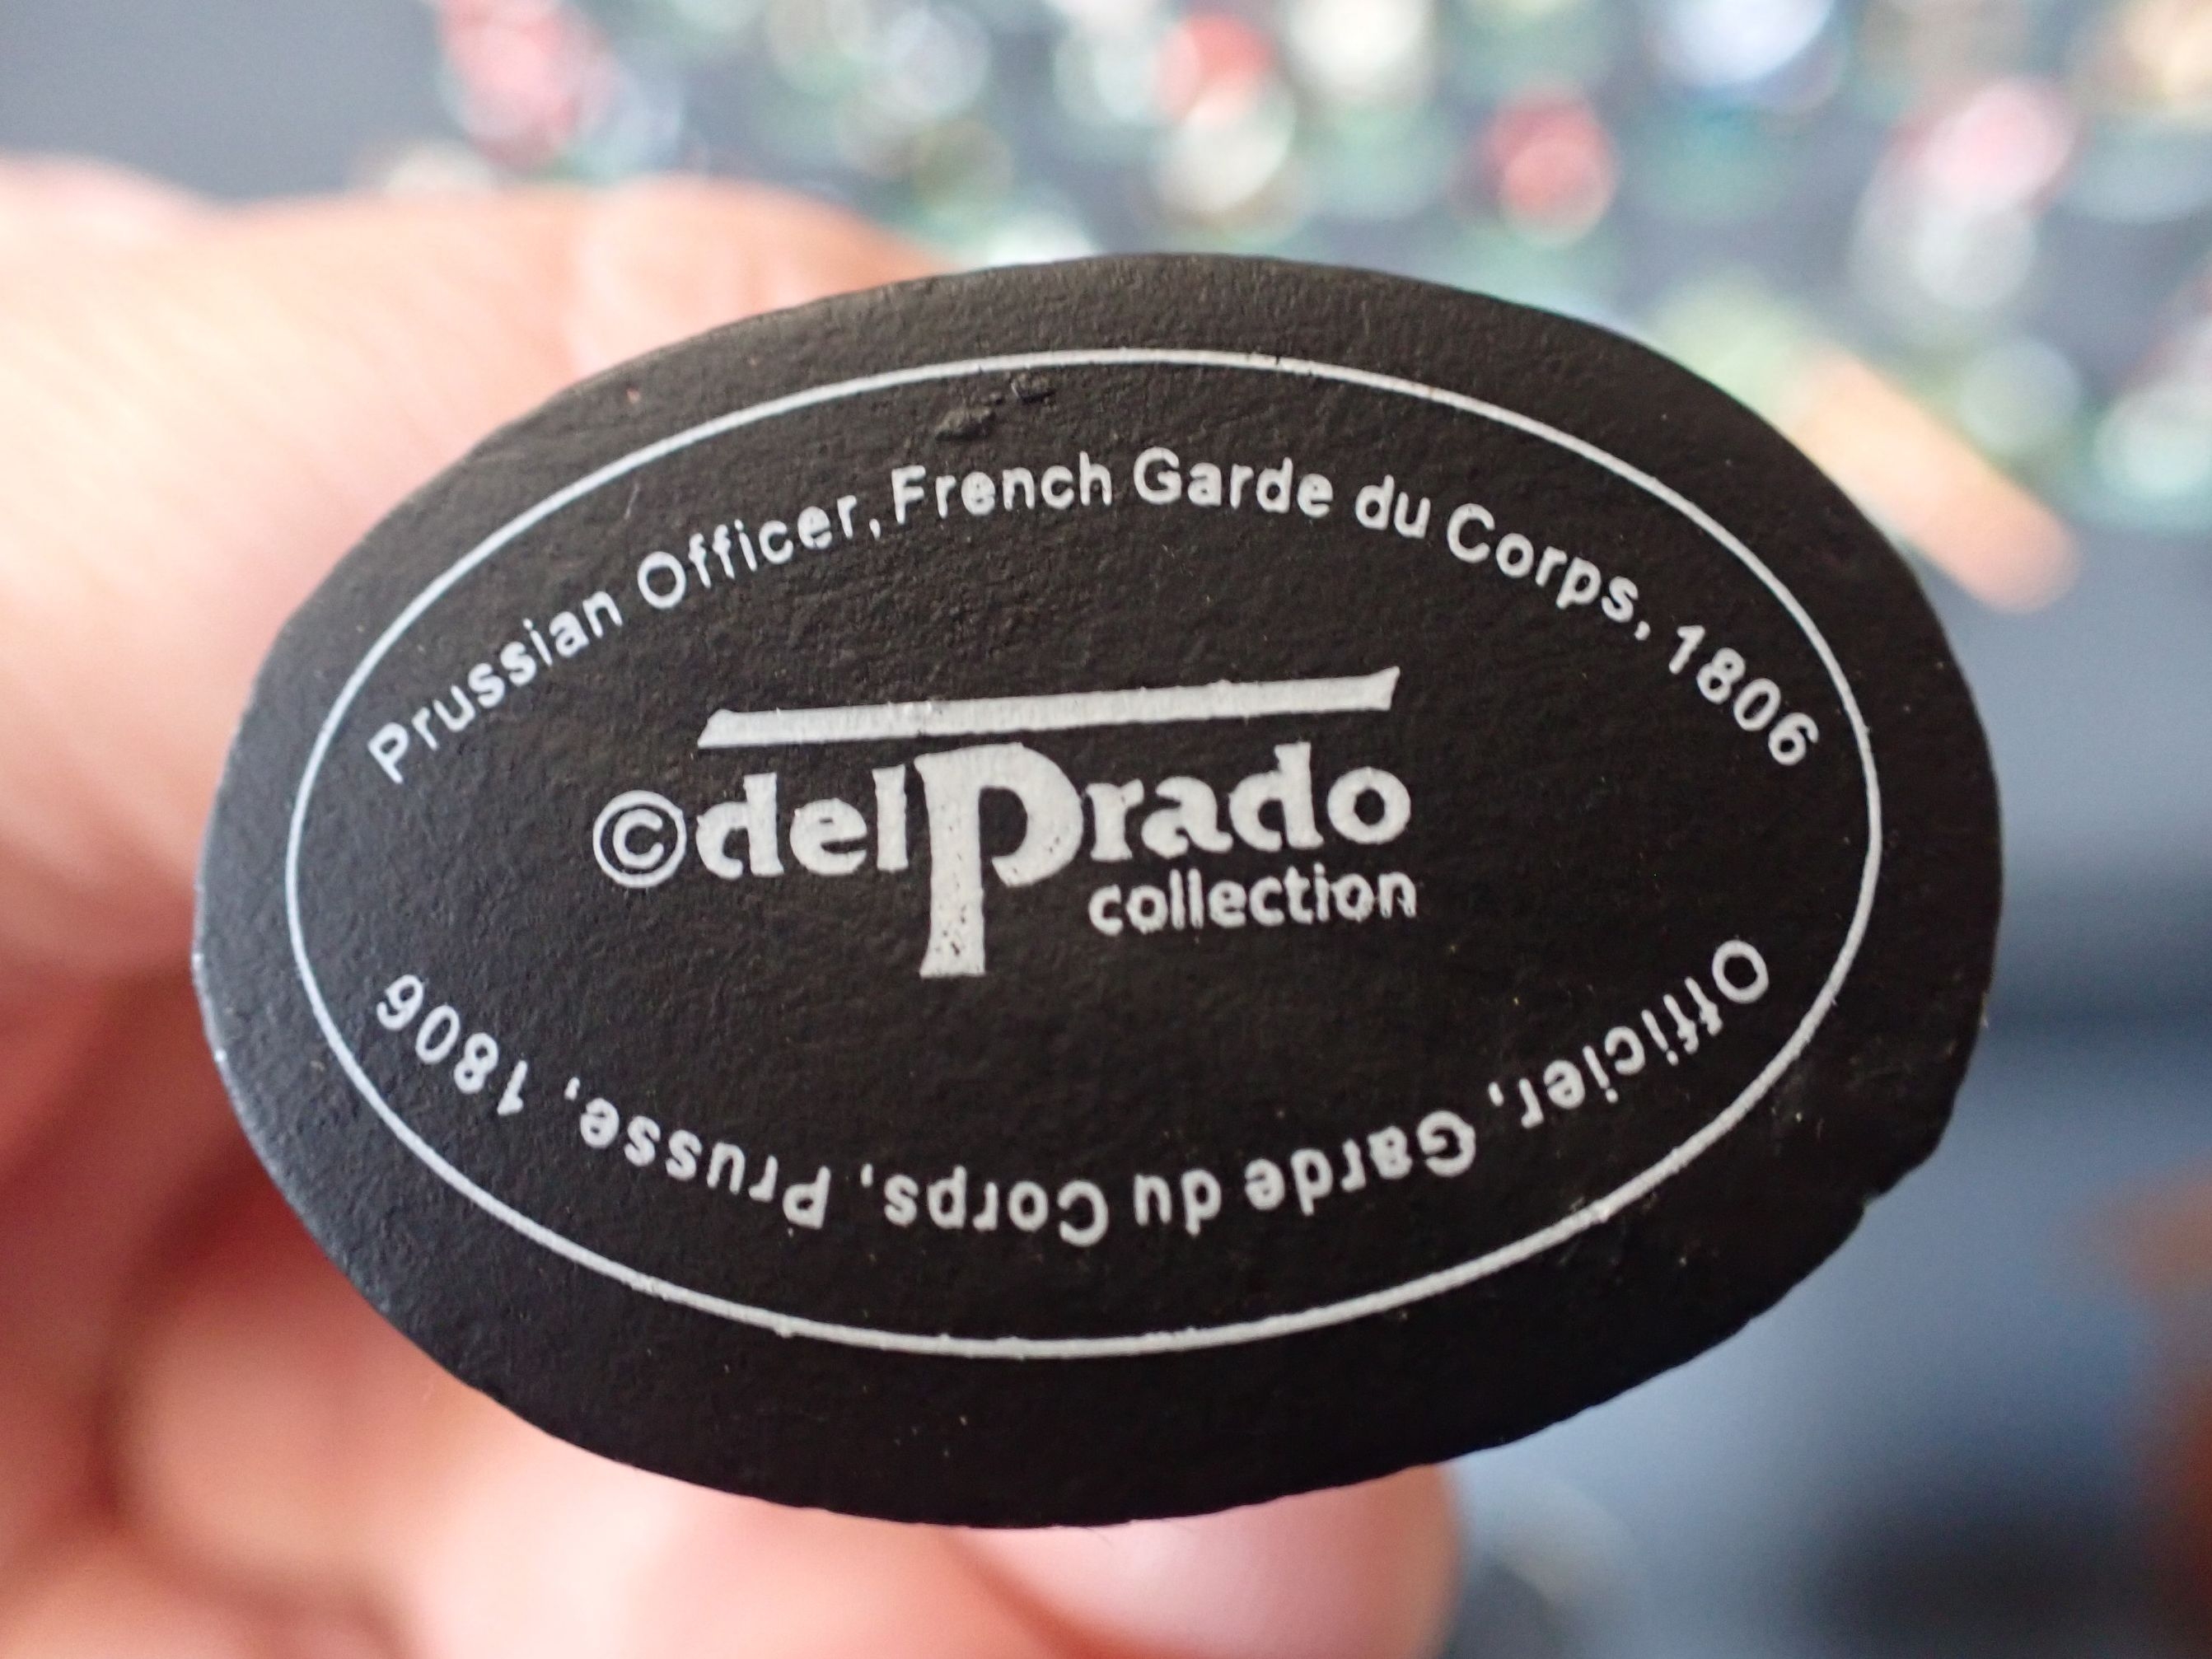 Prussian Officer, French Garde du Corps, 1806
©delPrado
collection
Officier, Garde du Corps, Prusse, 1806